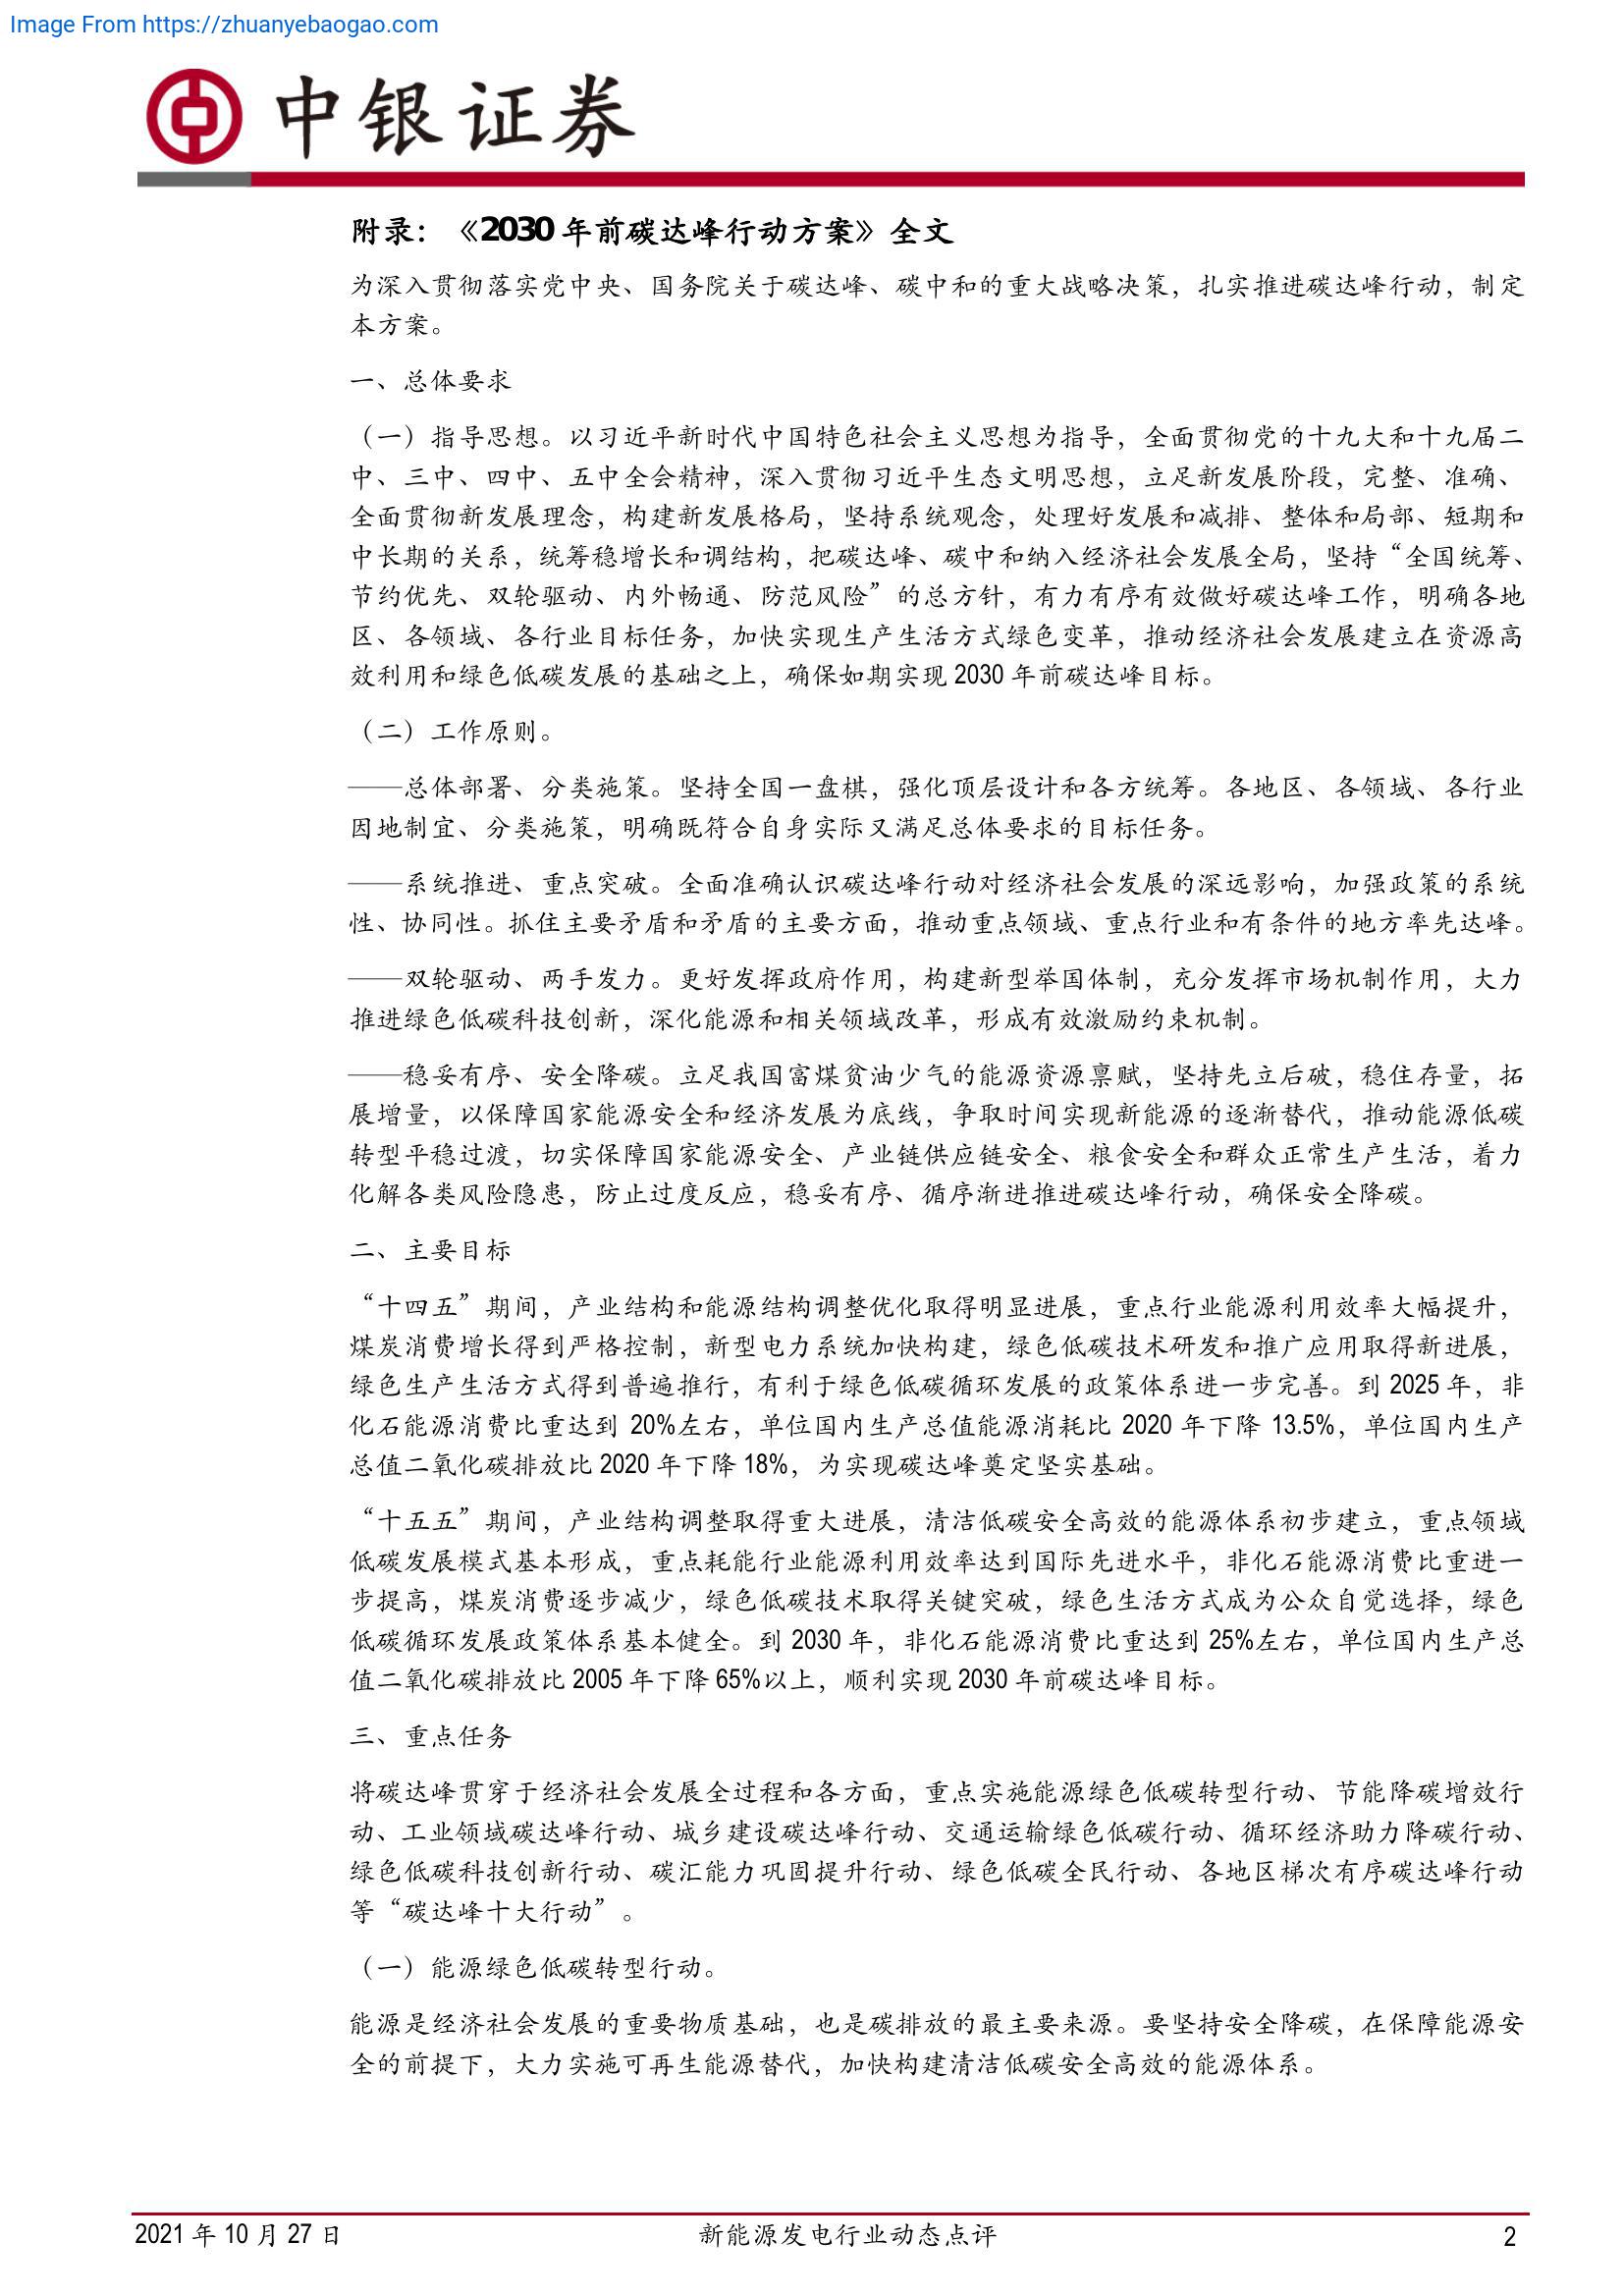 Image From https://zhuanyebaogao.com
中银证券
附录：《2030 年前碳达峰行动方案》全文
为深入贯彻落实党中央、国务院关于碳达峰、碳中和的重大战略决策，扎实推进碳达峰行动，制定
本方案。
一、总体要求
（一）指导思想。以习近平新时代中国特色社会主义思想为指导，全面贯彻党的十九大和十九届二
中、三中、四中、五中全会精神，深入贯彻习近平生态文明思想，立足新发展阶段，完整、准确、
全面贯彻新发展理念，构建新发展格局，坚持系统观念，处理好发展和减排、整体和局部、短期和
中长期的关系，统筹稳增长和调结构，把碳达峰、碳中和纳入经济社会发展全局，坚持“全国统筹、
节约优先、双轮驱动、内外畅通、防范风险”的总方针，有力有序有效做好碳达峰工作，明确各地
区、各领域、各行业目标任务，加快实现生产生活方式绿色变革，推动经济社会发展建立在资源高
效利用和绿色低碳发展的基础之上，确保如期实现 2030 年前碳达峰目标。
（二）工作原则。
——总体部署、分类施策。坚持全国一盘棋，强化顶层设计和各方统筹。各地区、各领域、各行业
因地制宜、分类施策，明确既符合自身实际又满足总体要求的目标任务。
——系统推进、重点突破。全面准确认识碳达峰行动对经济社会发展的深远影响，加强政策的系统
性、协同性。抓住主要矛盾和矛盾的主要方面，推动重点领域、重点行业和有条件的地方率先达峰。
——双轮驱动、两手发力。更好发挥政府作用，构建新型举国体制，充分发挥市场机制作用，大力
推进绿色低碳科技创新，深化能源和相关领域改革，形成有效激励约束机制。
——稳妥有序、安全降碳。立足我国富煤贫油少气的能源资源禀赋，坚持先立后破，稳住存量，拓
展增量，以保障国家能源安全和经济发展为底线，争取时间实现新能源的逐渐替代，推动能源低碳
转型平稳过渡，切实保障国家能源安全、产业链供应链安全、粮食安全和群众正常生产生活，着力
化解各类风险隐患，防止过度反应，稳妥有序、循序渐进推进碳达峰行动，确保安全降碳。
二、主要目标
“十四五”期间，产业结构和能源结构调整优化取得明显进展，重点行业能源利用效率大幅提升，
煤炭消费增长得到严格控制，新型电力系统加快构建，绿色低碳技术研发和推广应用取得新进展，
绿色生产生活方式得到普遍推行，有利于绿色低碳循环发展的政策体系进一步完善。到 2025 年，非
化石能源消费比重达到 20%左右，单位国内生产总值能源消耗比 2020 年下降 13.5%，单位国内生产
总值二氧化碳排放比 2020 年下降 18%，为实现碳达峰奠定坚实基础。
“十五五”期间，产业结构调整取得重大进展，清洁低碳安全高效的能源体系初步建立，重点领域
低碳发展模式基本形成，重点耗能行业能源利用效率达到国际先进水平，非化石能源消费比重进一
步提高，煤炭消费逐步减少，绿色低碳技术取得关键突破，绿色生活方式成为公众自觉选择，绿色
低碳循环发展政策体系基本健全。到 2030 年，非化石能源消费比重达到 25%左右，单位国内生产总
值二氧化碳排放比 2005 年下降 65%以上，顺利实现 2030 年前碳达峰目标。
三、重点任务
将碳达峰贯穿于经济社会发展全过程和各方面，重点实施能源绿色低碳转型行动、节能降碳增效行
动、工业领域碳达峰行动、城乡建设碳达峰行动、交通运输绿色低碳行动、循环经济助力降碳行动、
绿色低碳科技创新行动、碳汇能力巩固提升行动、绿色低碳全民行动、各地区梯次有序碳达峰行动
等“碳达峰十大行动”。
（一）能源绿色低碳转型行动。
能源是经济社会发展的重要物质基础，也是碳排放的最主要来源。要坚持安全降碳，在保障能源安
全的前提下，大力实施可再生能源替代，加快构建清洁低碳安全高效的能源体系。
2021 年 10 月 27 日
新能源发电行业动态点评
2